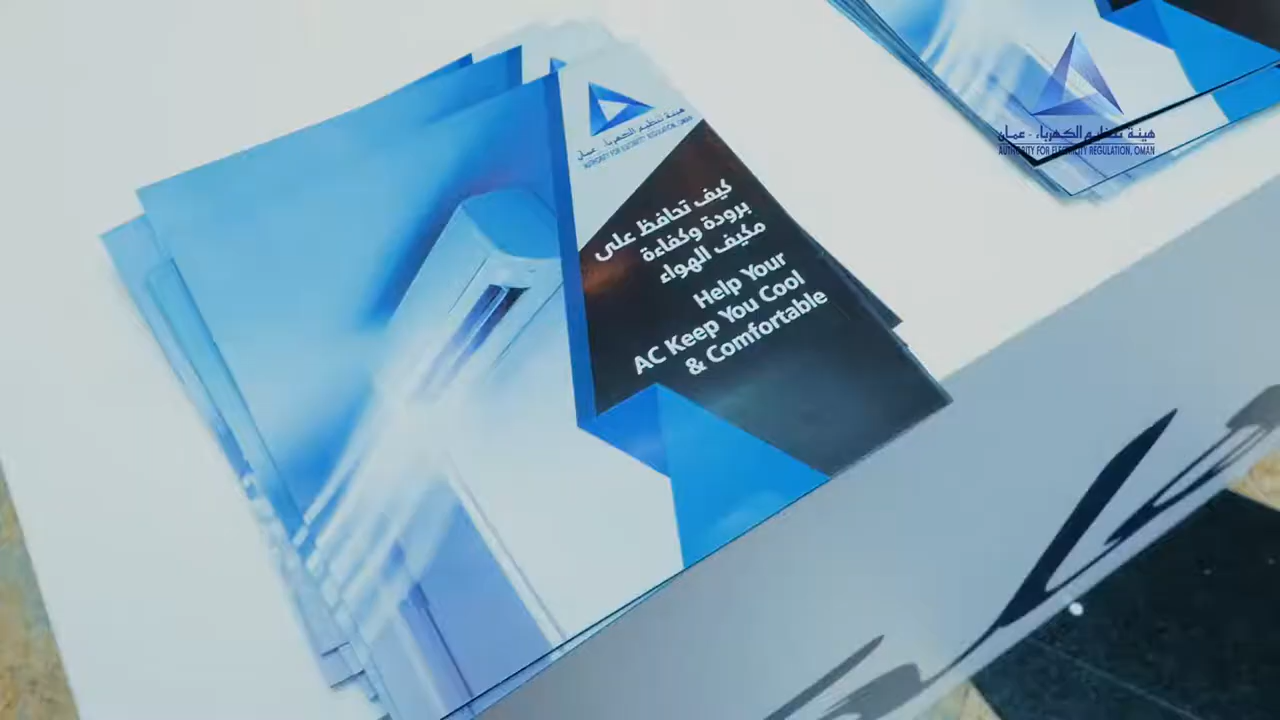 هيئة تنظيم الكهرباء - عمان
AUTHORITY FOR ELECTRICITY REGULATION, OMAN
كيف تحافظ على
برودة وكفاءة
مكيف الهواء
Help Your
AC Keep You Cool
& Comfortable
هيئة تنظيم الكهرباء - عمان
AUTHORITY FOR ELECTRICITY REGULATION, OMAN